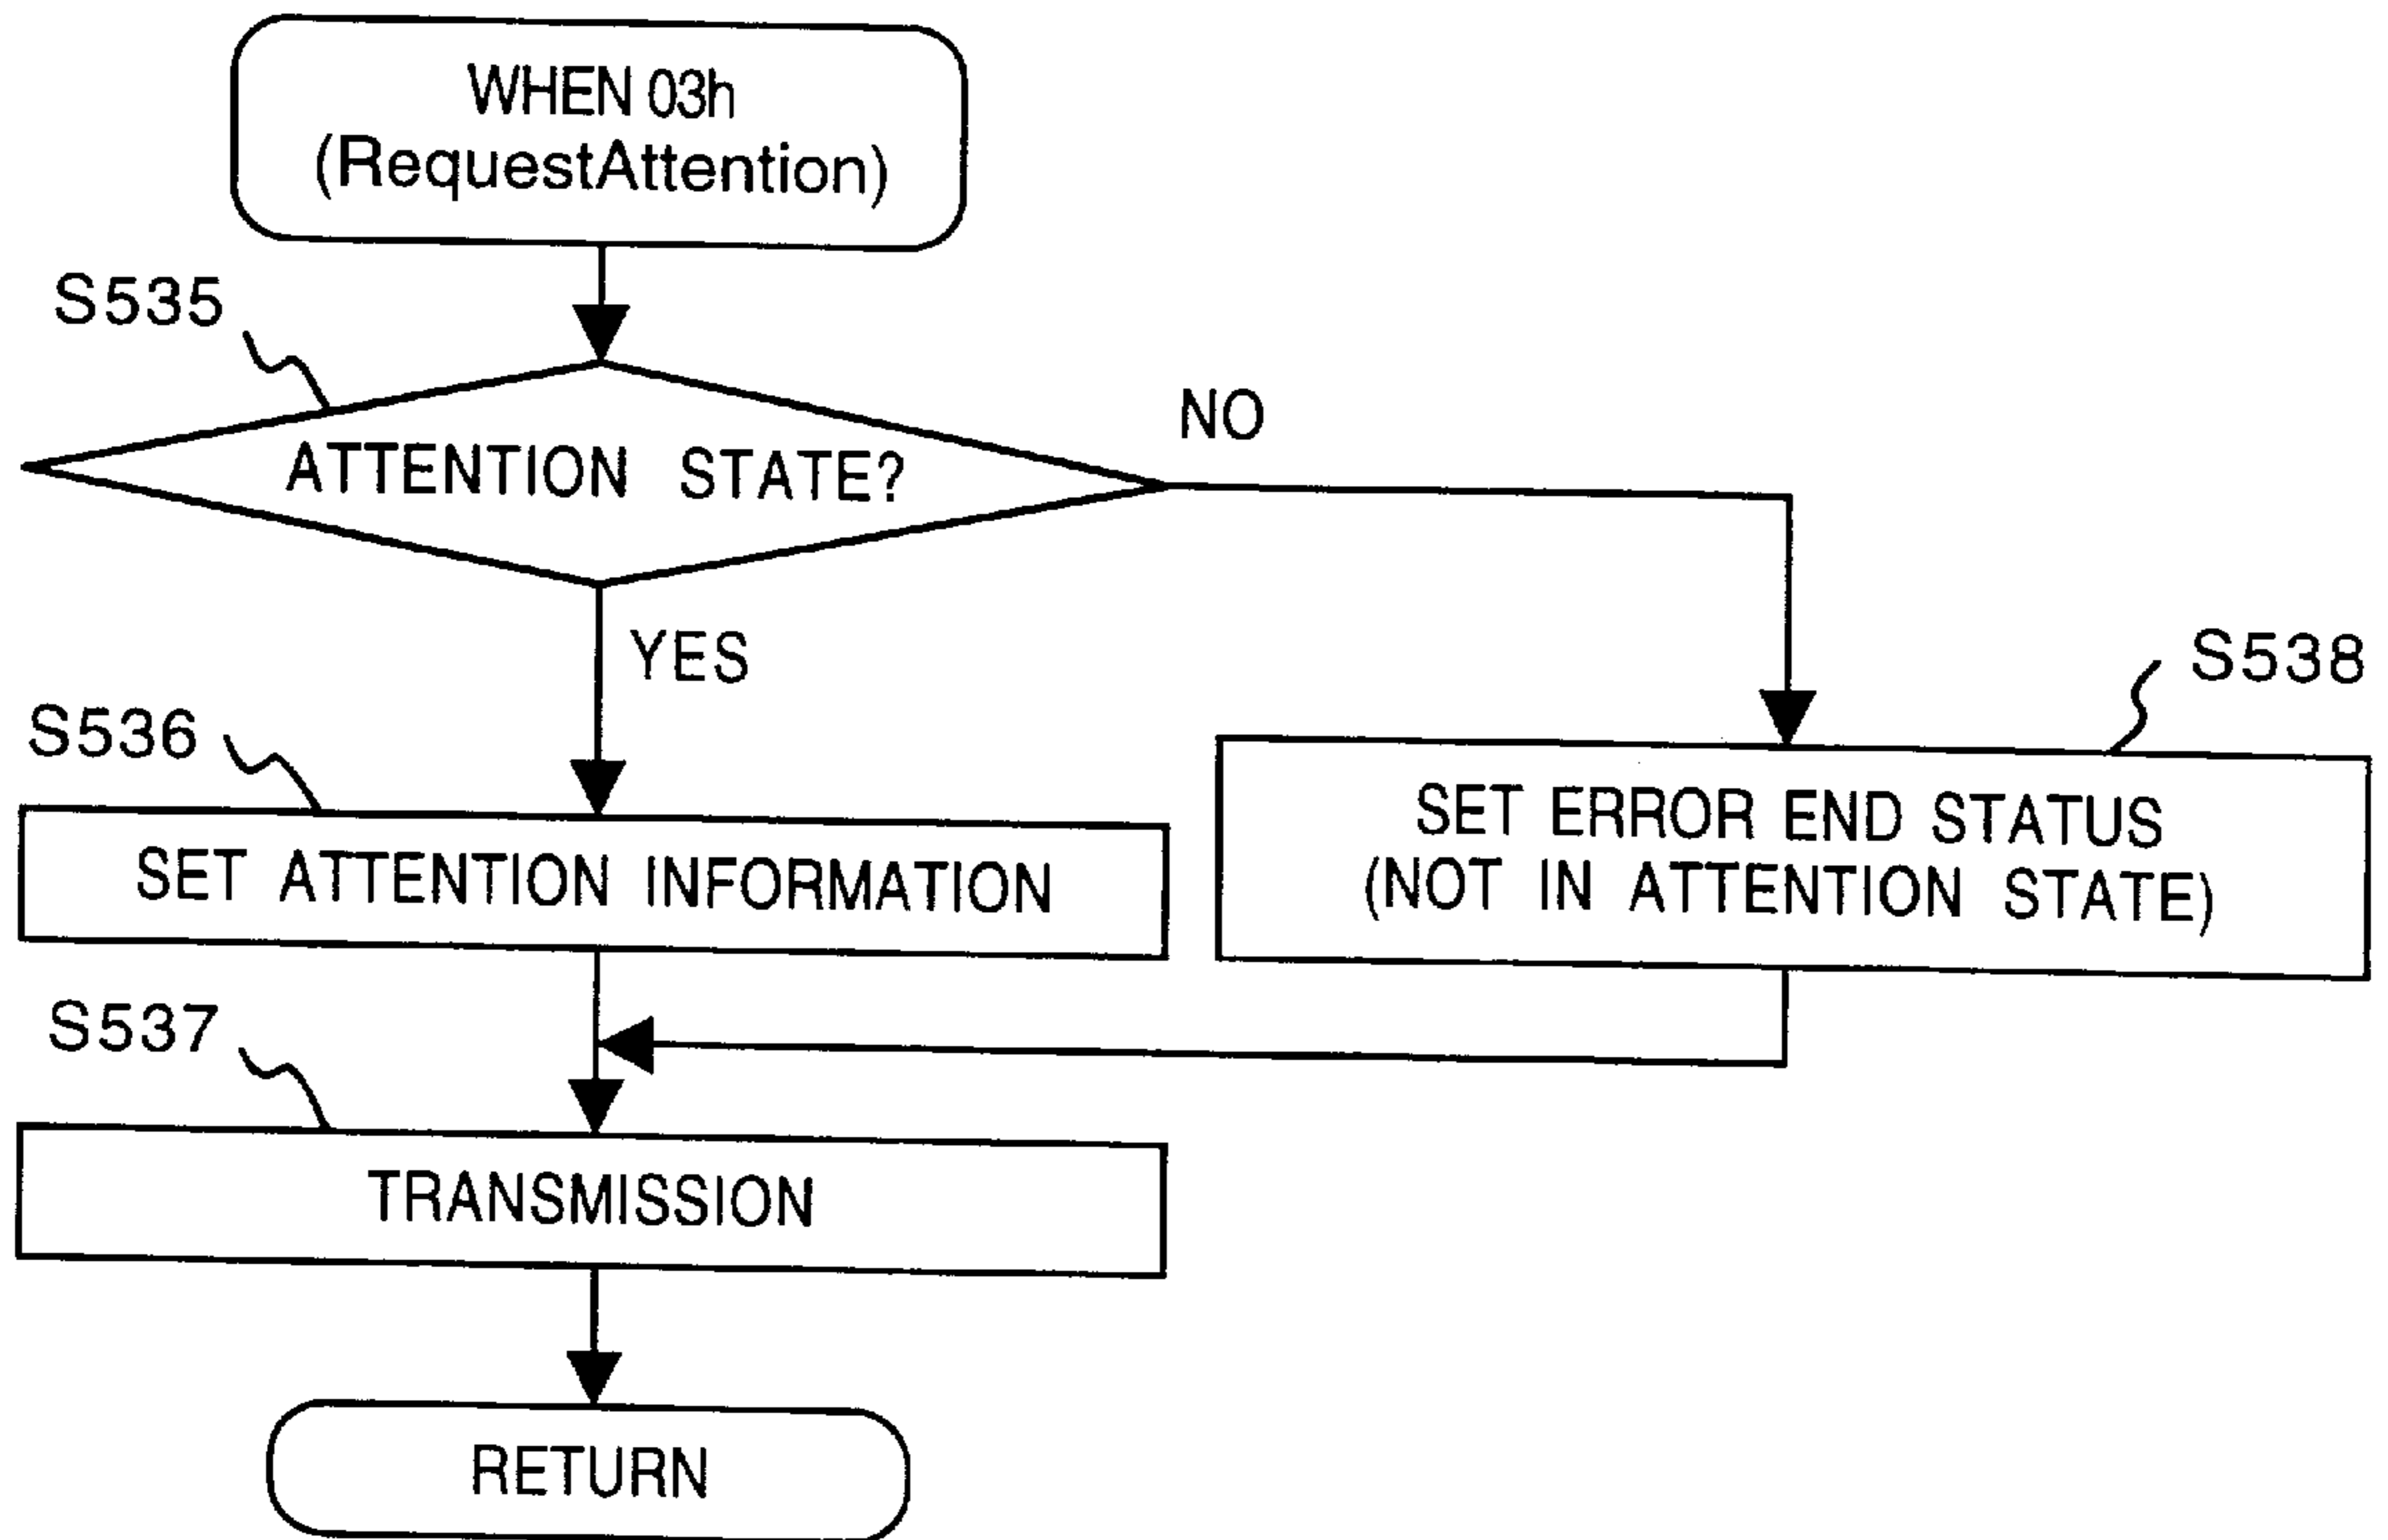 WHEN 03h
(RequestAttention)
S535
ATTENTION STATE?
NO
YES
S538
S536
SET ERROR END STATUS
(NOT IN ATTENTION STATE)
SET ATTENTION INFORMATION
S537
TRANSMISSION
RETURN